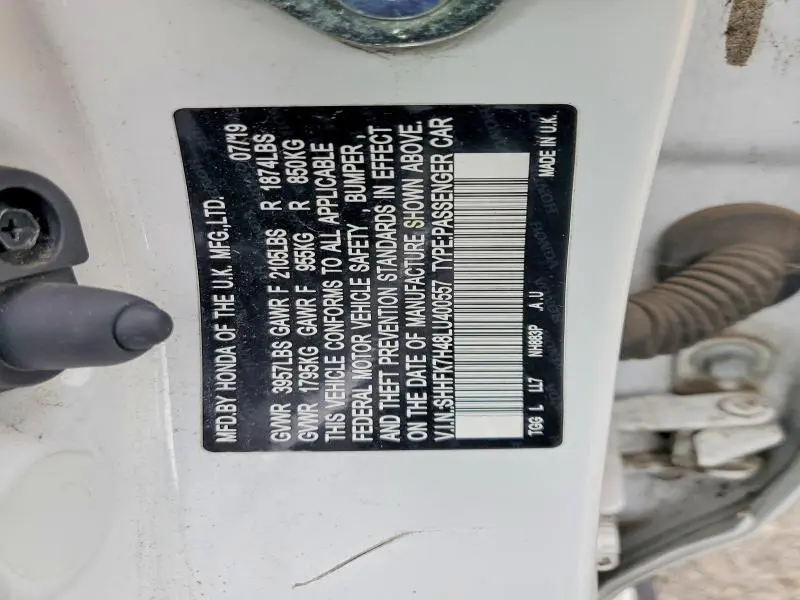 MFD.BY HONDA OF THE U.K. MFG.,LTD. 07/19
GVWR 3957LBS GAWR F 2105LBS R 1874LBS
GVWR 1795KG GAWR F 955KG R 850KG
THIS VEHICLE CONFORMS TO ALL APPLICABLE
FEDERAL MOTOR VEHICLE SAFETY , BUMPER ,
AND THEFT PREVENTION STANDARDS IN EFFECT
ON THE DATE OF MANUFACTURE SHOWN ABOVE.
V.I.N.:SHHFK7H48LU400557 TYPE:PASSENGER CAR
TGG L LL7 NH883P A.U MADE IN U.K.